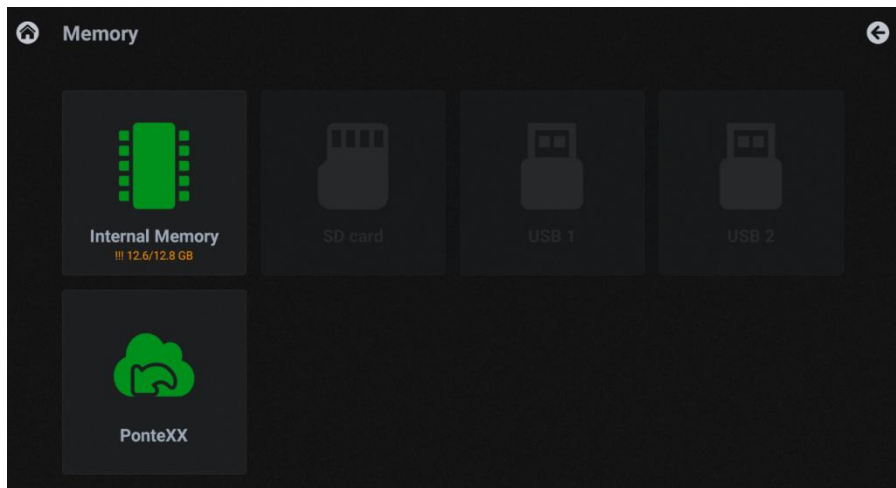 Memory
Internal Memory
!!! 12.6/12.8 GB
SD card
USB 1
USB 2
PonteXX